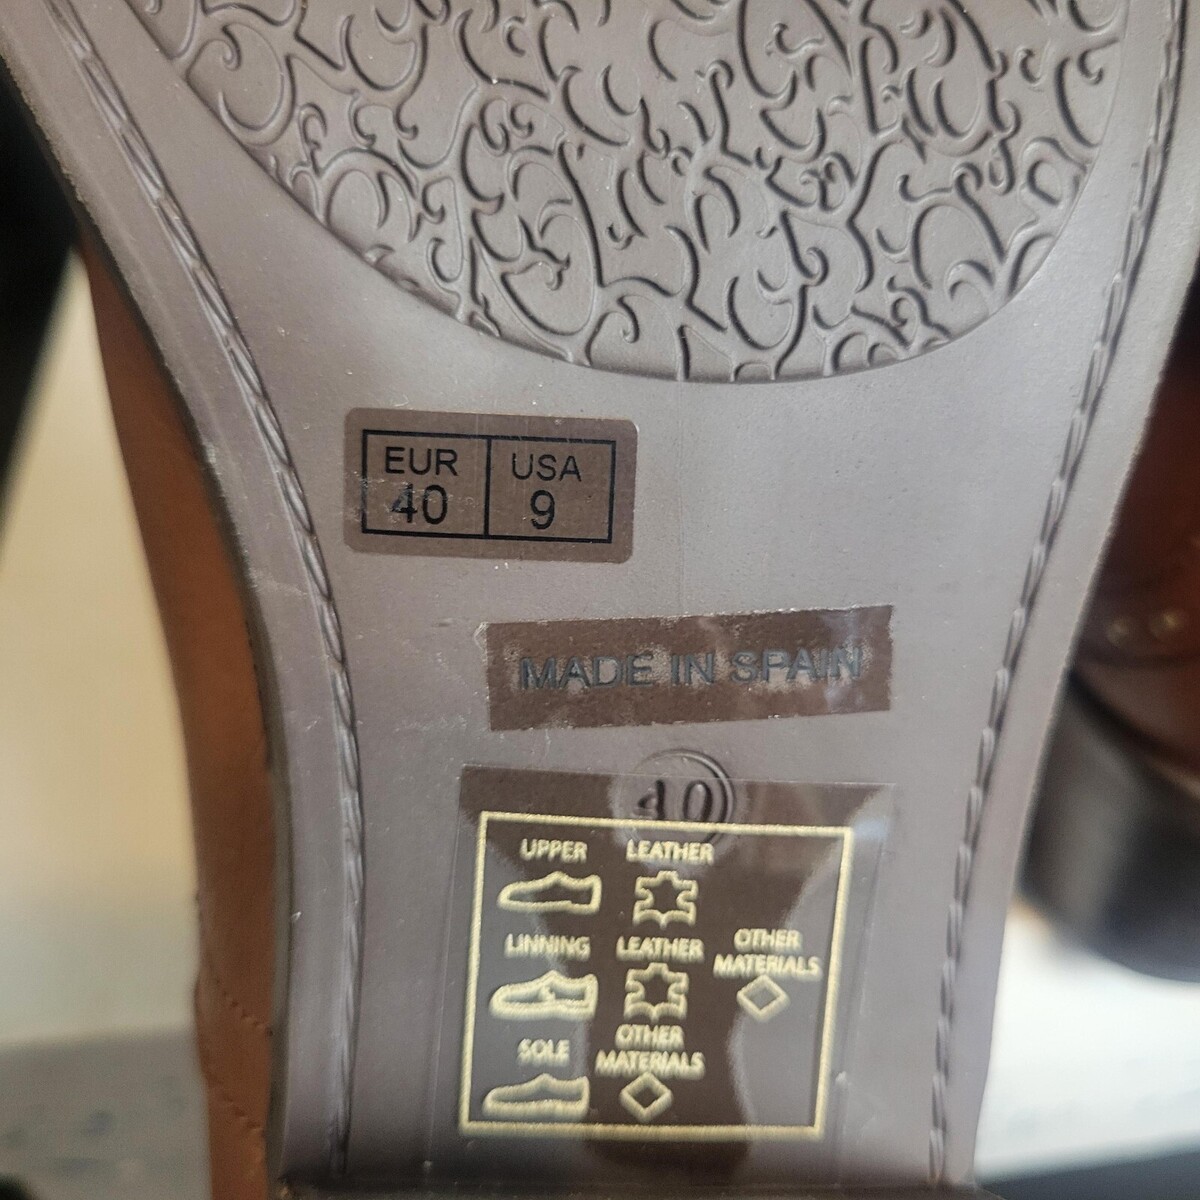 EUR USA
40 9
MADE IN SPAIN
40
UPPER LEATHER
LINNING LEATHER OTHER MATERIALS
SOLE OTHER MATERIALS